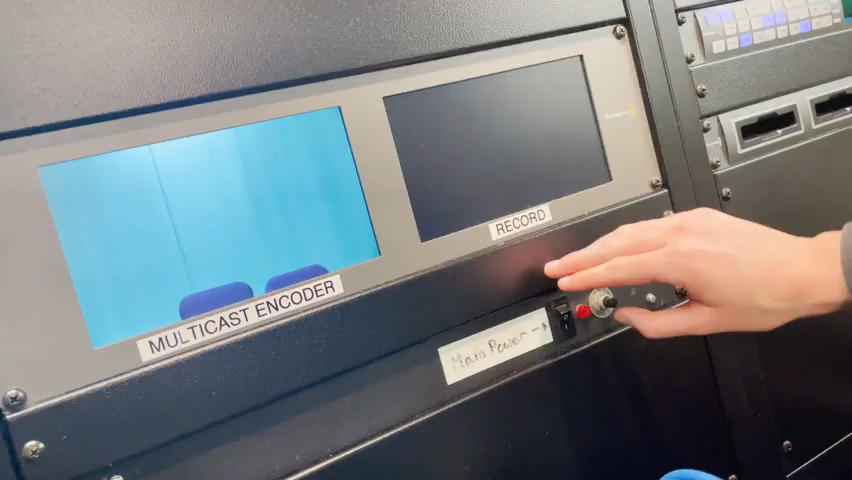 RECORD
MULTICAST ENCODER
Main Power →